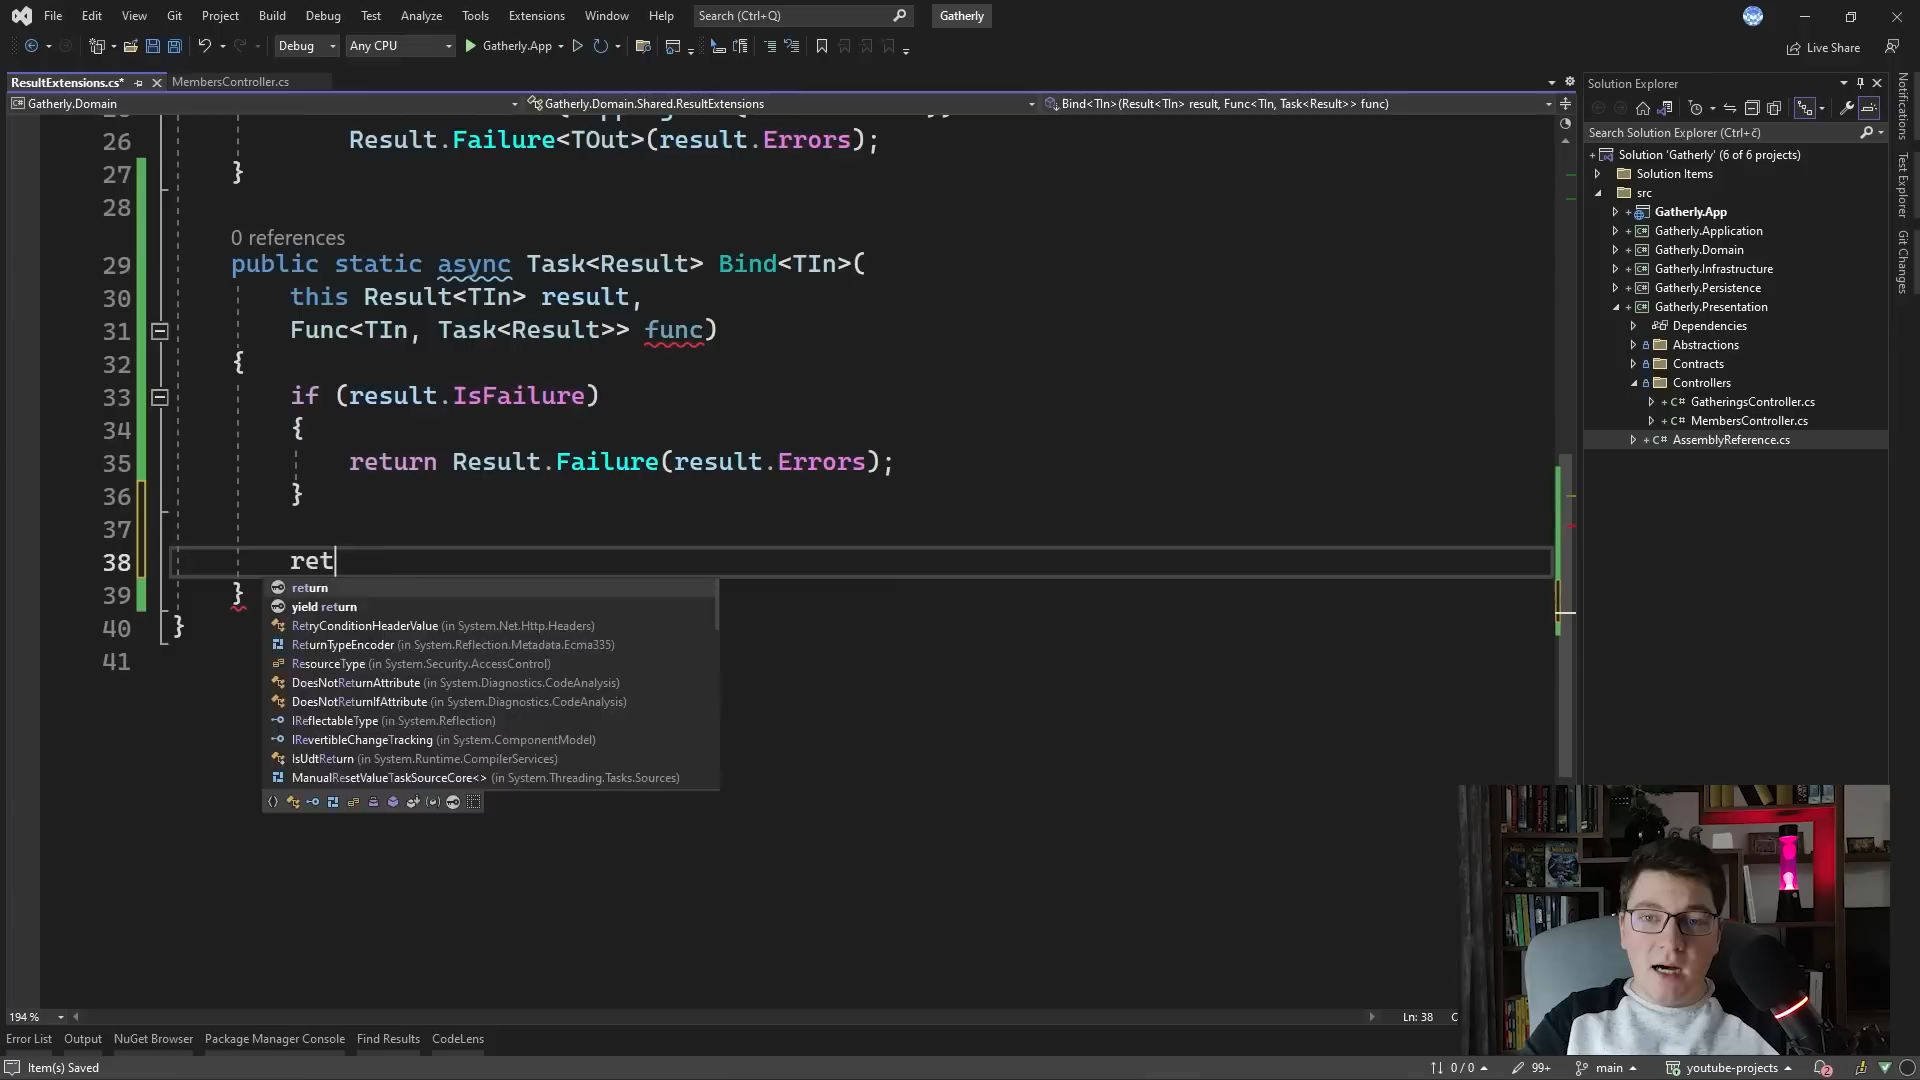 File Edit View Git Project Build Debug Test Analyze Tools Extensions Window Help Search (Ctrl+Q) Gatherly
Debug Any CPU Gatherly.App Live Share
ResultExtensions.cs* MembersController.cs
Gatherly.Domain Gatherly.Domain.Shared.ResultExtensions Bind<TIn>(Result<TIn> result, Func<TIn, Task<Result>> func)
26 Result.Failure<TOut>(result.Errors);
27 }
28
0 references
29 public static async Task<Result> Bind<TIn>(
30 this Result<TIn> result,
31 Func<TIn, Task<Result>> func)
32 {
33 if (result.IsFailure)
34 {
35 return Result.Failure(result.Errors);
36 }
37
38 ret
39 }
40 }
41
return
yield return
RetryConditionHeaderValue (in System.Net.Http.Headers)
ReturnTypeEncoder (in System.Reflection.Metadata.Ecma335)
ResourceType (in System.Security.AccessControl)
DoesNotReturnAttribute (in System.Diagnostics.CodeAnalysis)
DoesNotReturnIfAttribute (in System.Diagnostics.CodeAnalysis)
IReflectableType (in System.Reflection)
IRevertibleChangeTracking (in System.ComponentModel)
IsUdtReturn (in System.Runtime.CompilerServices)
ManualResetValueTaskSourceCore<> (in System.Threading.Tasks.Sources)
Solution Explorer
Search Solution Explorer (Ctrl+č)
Solution 'Gatherly' (6 of 6 projects)
Solution Items
src
Gatherly.App
Gatherly.Application
Gatherly.Domain
Gatherly.Infrastructure
Gatherly.Persistence
Gatherly.Presentation
Dependencies
Abstractions
Contracts
Controllers
C# GatheringsController.cs
C# MembersController.cs
C# AssemblyReference.cs
Notifications
Test Explorer
Git Changes
194 % Ln: 38
Error List Output NuGet Browser Package Manager Console Find Results CodeLens
Item(s) Saved 0 / 0 99+ main youtube-projects 2